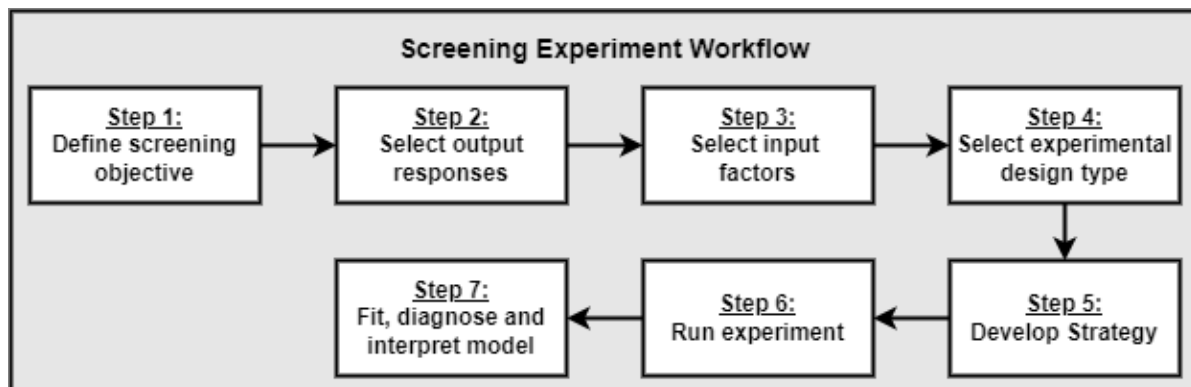 Screening Experiment Workflow
Step 1:
Define screening
objective
Step 2:
Select output
responses
Step 3:
Select input
factors
Step 4:
Select experimental
design type
Step 5:
Develop Strategy
Step 6:
Run experiment
Step 7:
Fit, diagnose and
interpret model